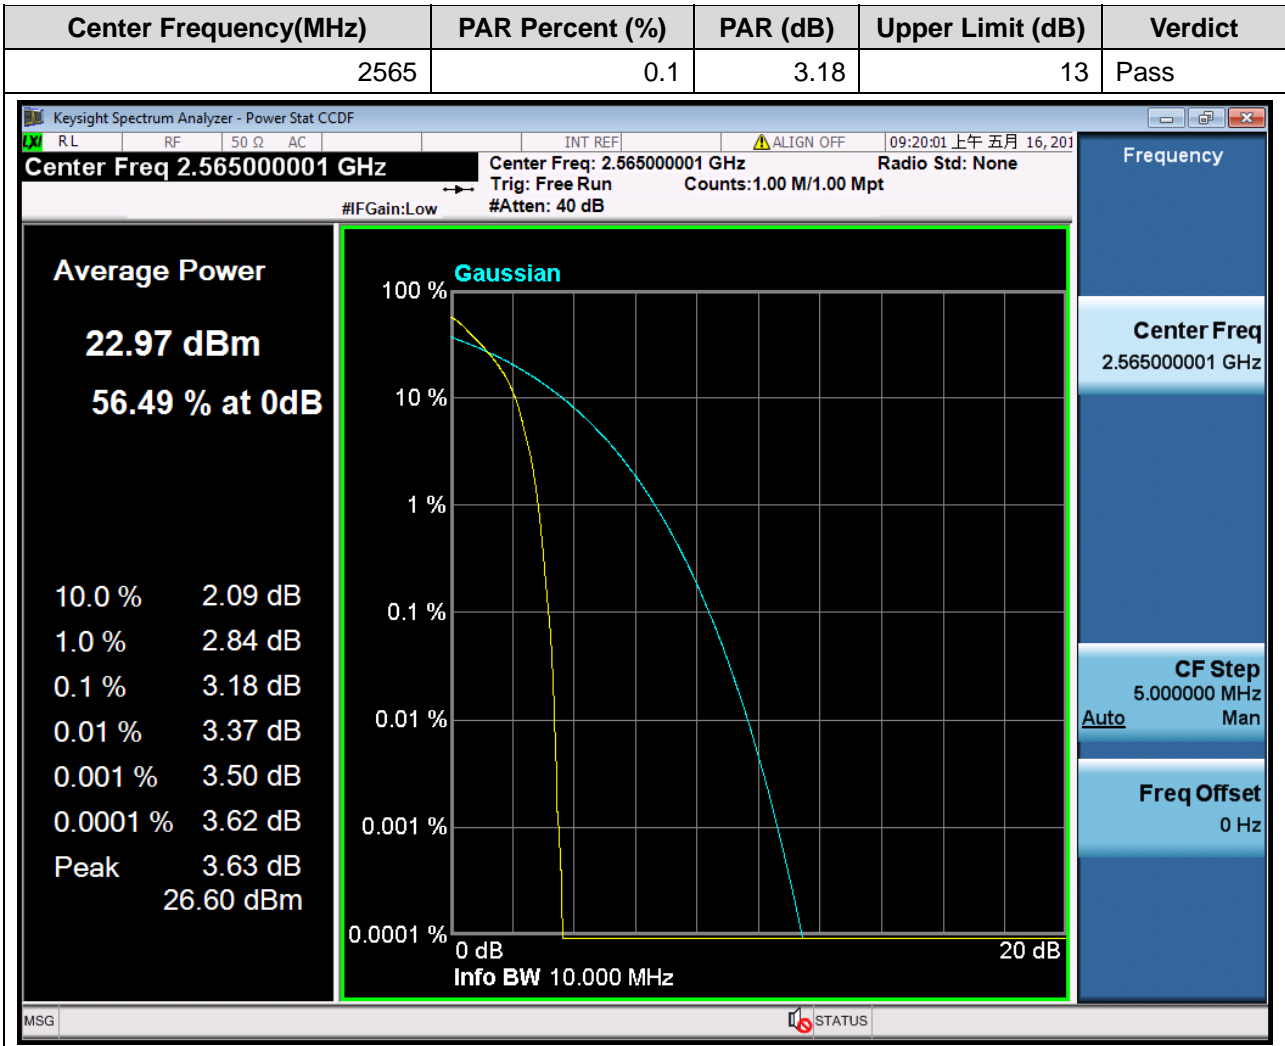 Center Frequency(MHz) PAR Percent (%) PAR (dB) Upper Limit (dB) Verdict
2565 0.1 3.18 13 Pass
Keysight Spectrum Analyzer - Power Stat CCDF
LXI RL RF 50 Ω AC INT REF ALIGN OFF 09:20:01 上午 五月 16, 201
Center Freq 2.565000001 GHz
Center Freq: 2.565000001 GHz Radio Std: None
Trig: Free Run Counts:1.00 M/1.00 Mpt
#IFGain:Low #Atten: 40 dB
Average Power
22.97 dBm
56.49 % at 0dB
10.0 % 2.09 dB
1.0 % 2.84 dB
0.1 % 3.18 dB
0.01 % 3.37 dB
0.001 % 3.50 dB
0.0001 % 3.62 dB
Peak 3.63 dB
26.60 dBm
Gaussian
100 %
10 %
1 %
0.1 %
0.01 %
0.001 %
0.0001 %
0 dB 20 dB
Info BW 10.000 MHz
Frequency
Center Freq
2.565000001 GHz
CF Step
5.000000 MHz
Auto Man
Freq Offset
0 Hz
MSG STATUS